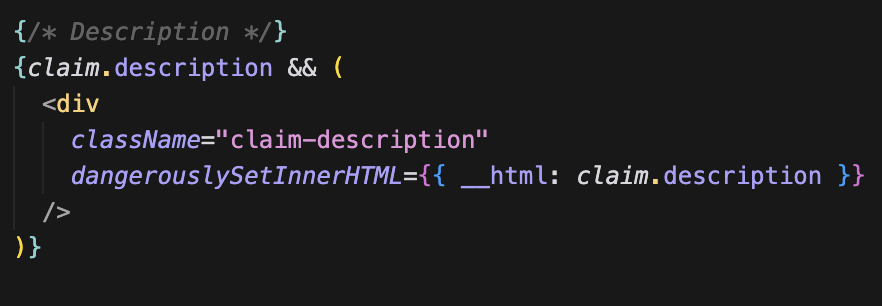 {/* Description */}
{claim.description && (
<div
className="claim-description"
dangerouslySetInnerHTML={{ __html: claim.description }}
/>
)}